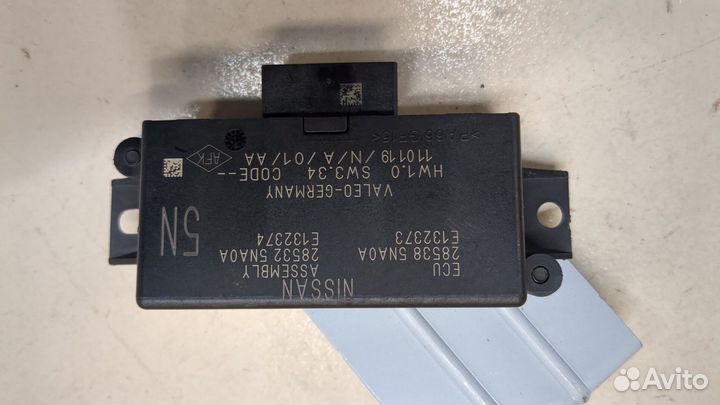 NISSAN
ECU
28538 5NA0A
E132373
ASSEMBLY
28532 5NA0A
E132374
5N
VALEO-GERMANY
HW1.0 SW3.34 CODE--
110119/N/A/01/AA
AFK
Avito